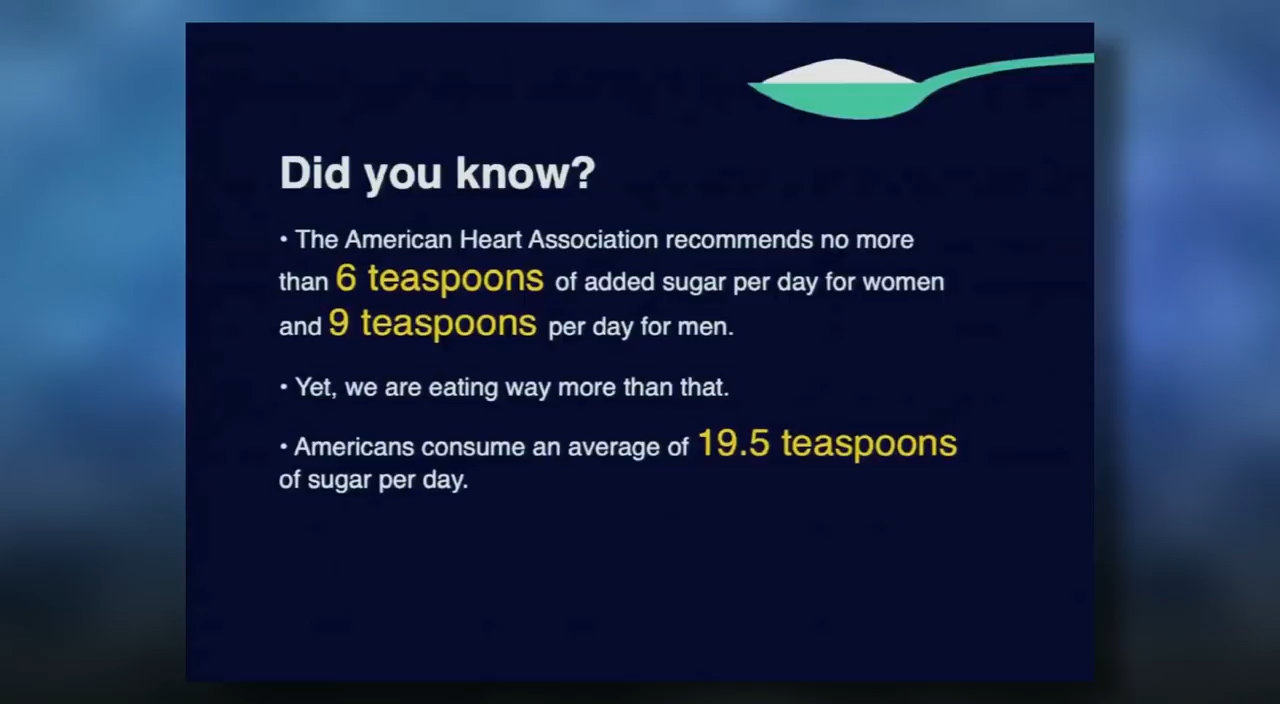 Did you know?
• The American Heart Association recommends no more
than 6 teaspoons of added sugar per day for women
and 9 teaspoons per day for men.
• Yet, we are eating way more than that.
• Americans consume an average of 19.5 teaspoons
of sugar per day.